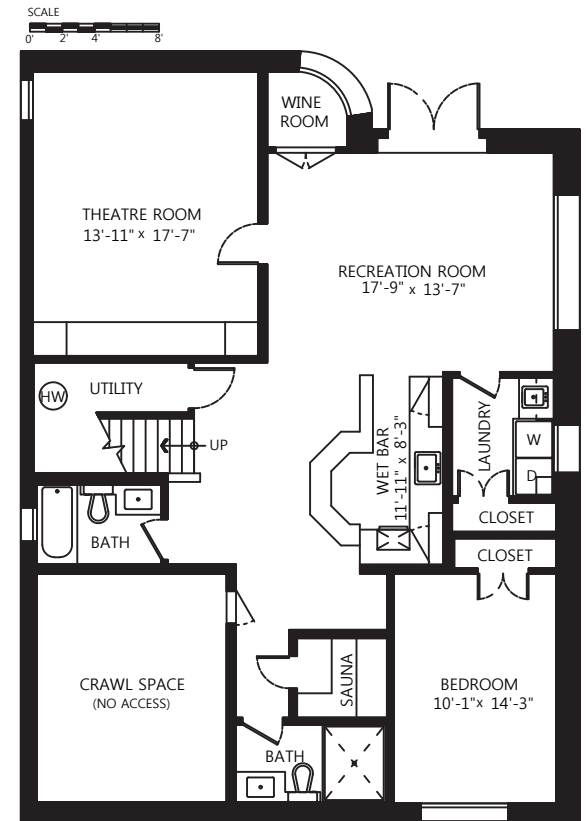 SCALE
0' 2' 4' 8'
WINE
ROOM
THEATRE ROOM
13'-11" x 17'-7"
RECREATION ROOM
17'-9" x 13'-7"
HW
UTILITY
UP
WET BAR
11'-11" x 8'-3"
LAUNDRY
W
D
CLOSET
BATH
CLOSET
CRAWL SPACE
(NO ACCESS)
SAUNA
BEDROOM
10'-1" x 14'-3"
BATH